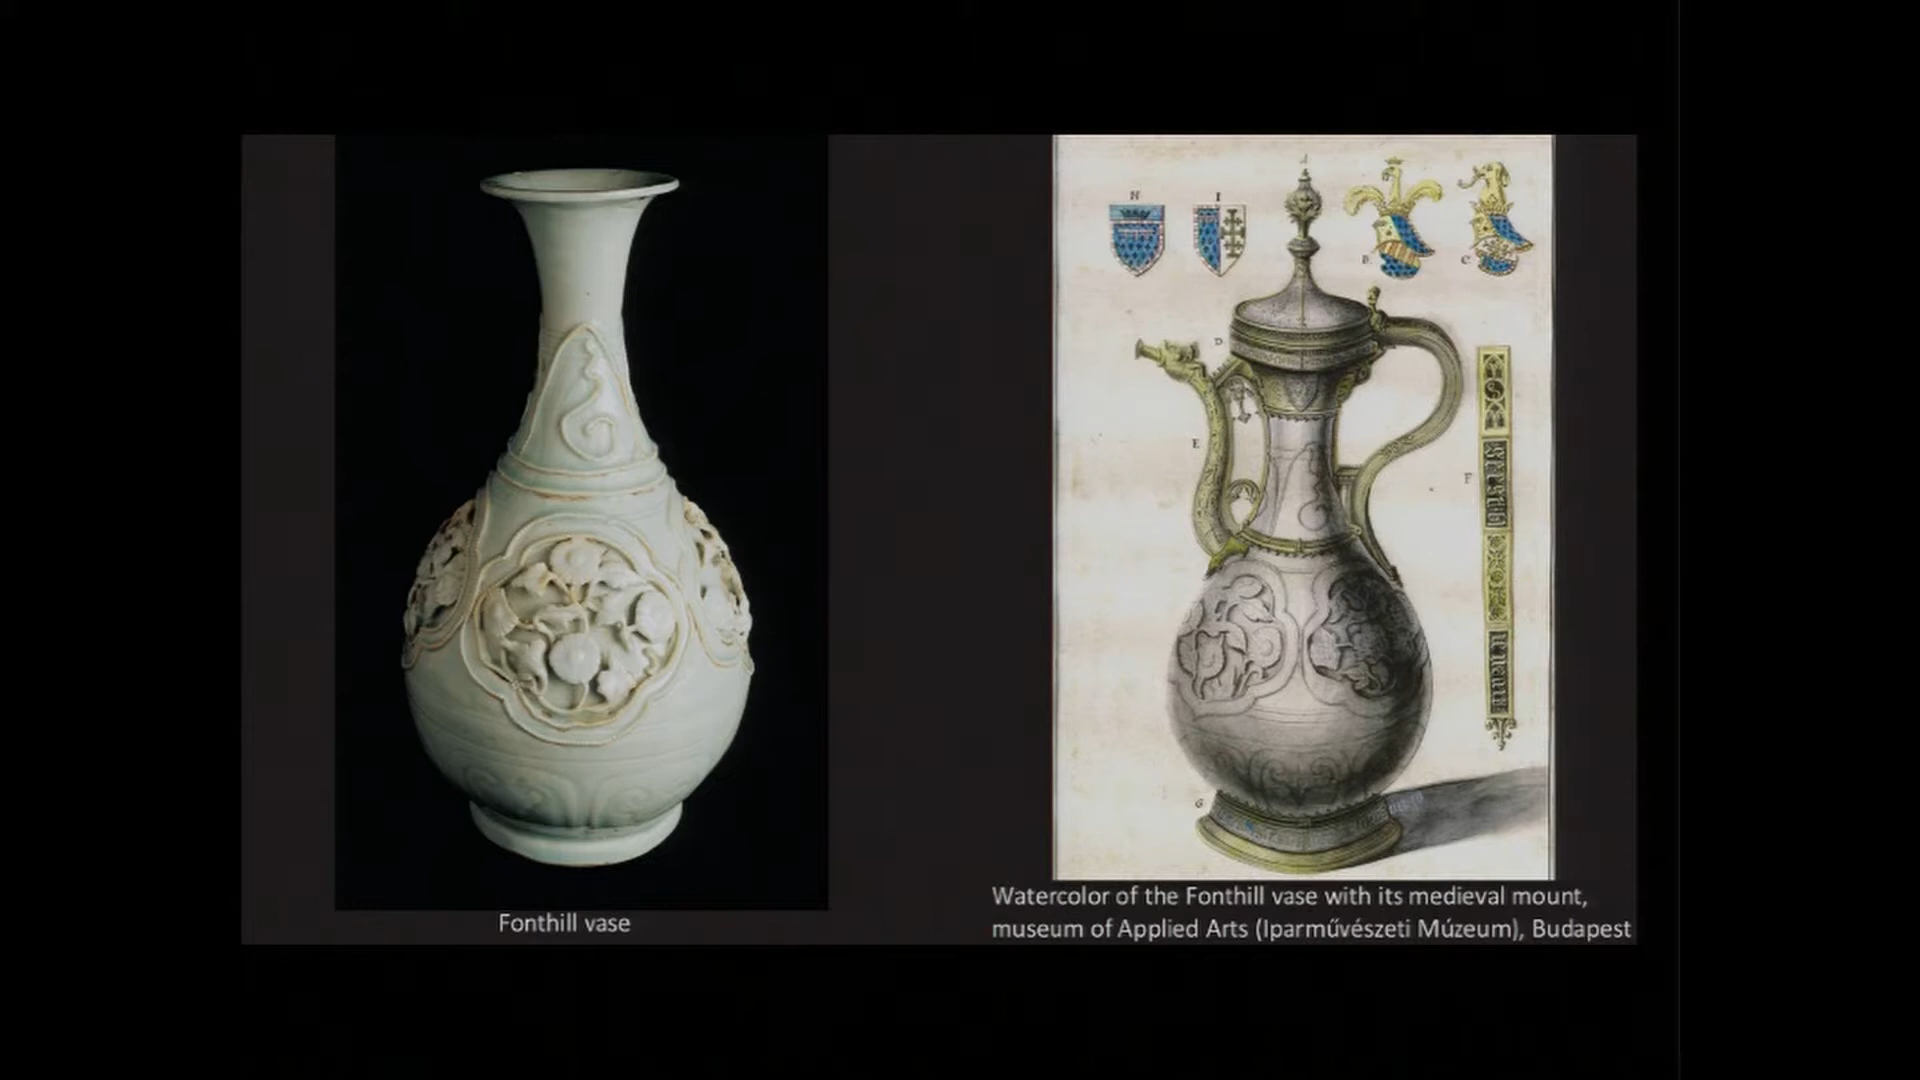 Fonthill vase
H
I
B
C
D
E
F
G
Watercolor of the Fonthill vase with its medieval mount,
museum of Applied Arts (Iparművészeti Múzeum), Budapest